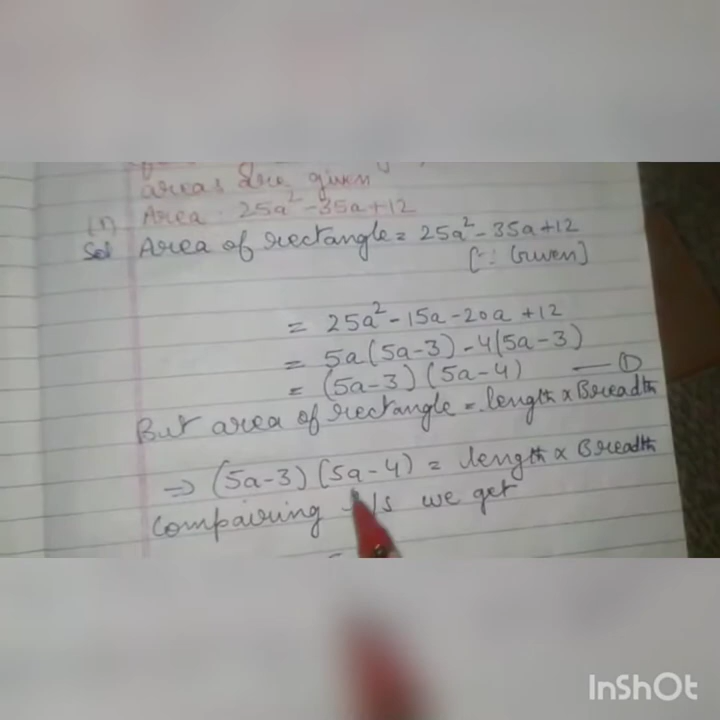 areas are given
(i) Area : 25a²-35a+12
Sol Area of rectangle = 25a²-35a+12
[∵ Given]
= 25a²-15a-20a+12
= 5a(5a-3)-4(5a-3)
= (5a-3)(5a-4) —①
But area of rectangle = length x Breadth
⇒ (5a-3)(5a-4) = length x Breadth
Compairing we get
InShOt